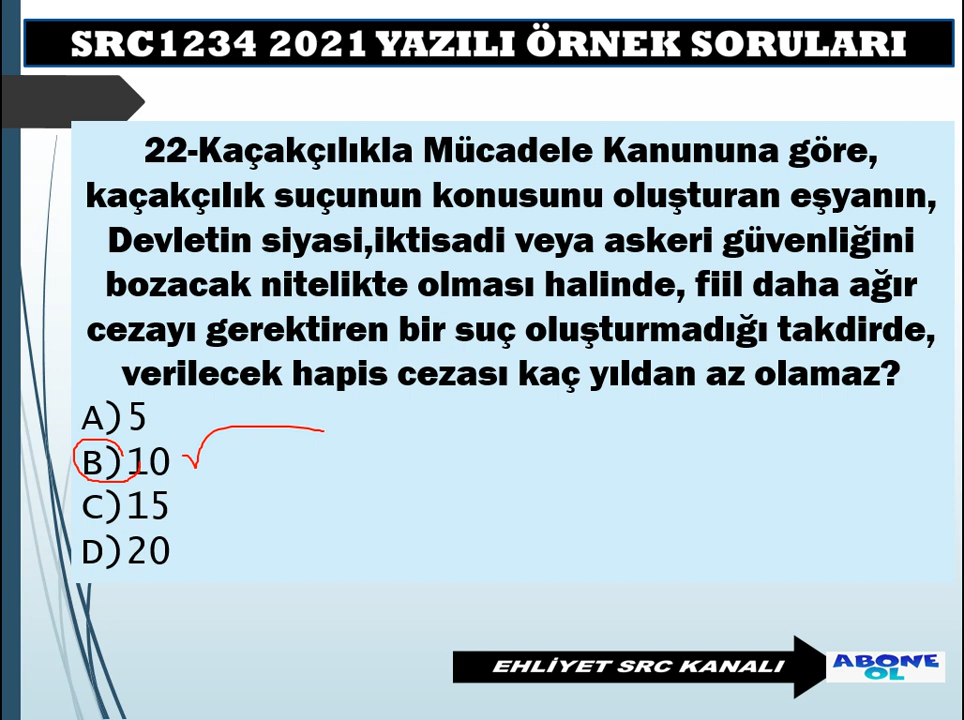 SRC1234 2021 YAZILI ÖRNEK SORULARI
22-Kaçakçılıkla Mücadele Kanununa göre,
kaçakçılık suçunun konusunu oluşturan eşyanın,
Devletin siyasi,iktisadi veya askeri güvenliğini
bozacak nitelikte olması halinde, fiil daha ağır
cezayı gerektiren bir suç oluşturmadığı takdirde,
verilecek hapis cezası kaç yıldan az olamaz?
A)5
B)10
C)15
D)20
EHLİYET SRC KANALI
ABONE
OL